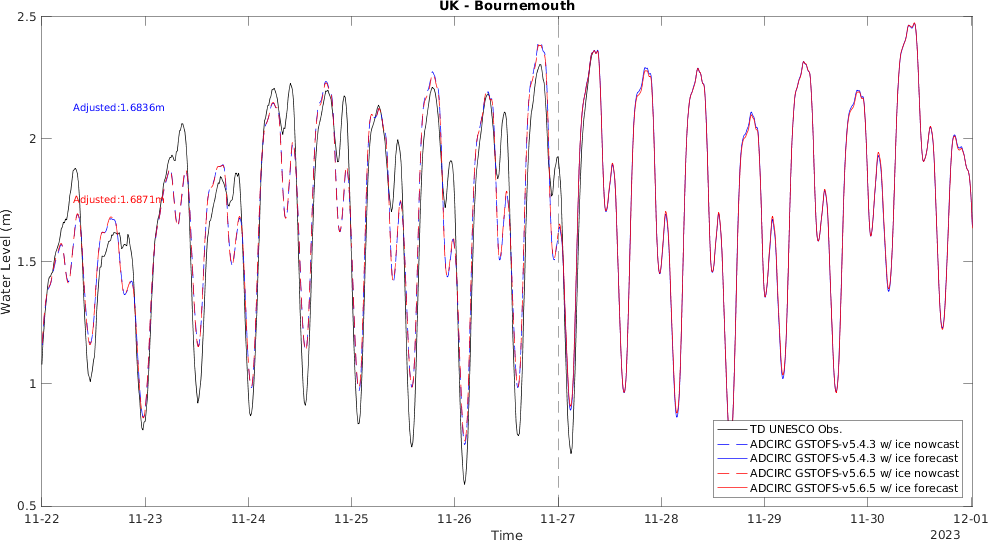 UK - Bournemouth
2.5
2
1.5
1
0.5
Water Level (m)
Adjusted:1.6836m
Adjusted:1.6871m
TD UNESCO Obs.
ADCIRC GSTOFS-v5.4.3 w/ ice nowcast
ADCIRC GSTOFS-v5.4.3 w/ ice forecast
ADCIRC GSTOFS-v5.6.5 w/ ice nowcast
ADCIRC GSTOFS-v5.6.5 w/ ice forecast
11-22 11-23 11-24 11-25 11-26 11-27 11-28 11-29 11-30 12-01
Time
2023